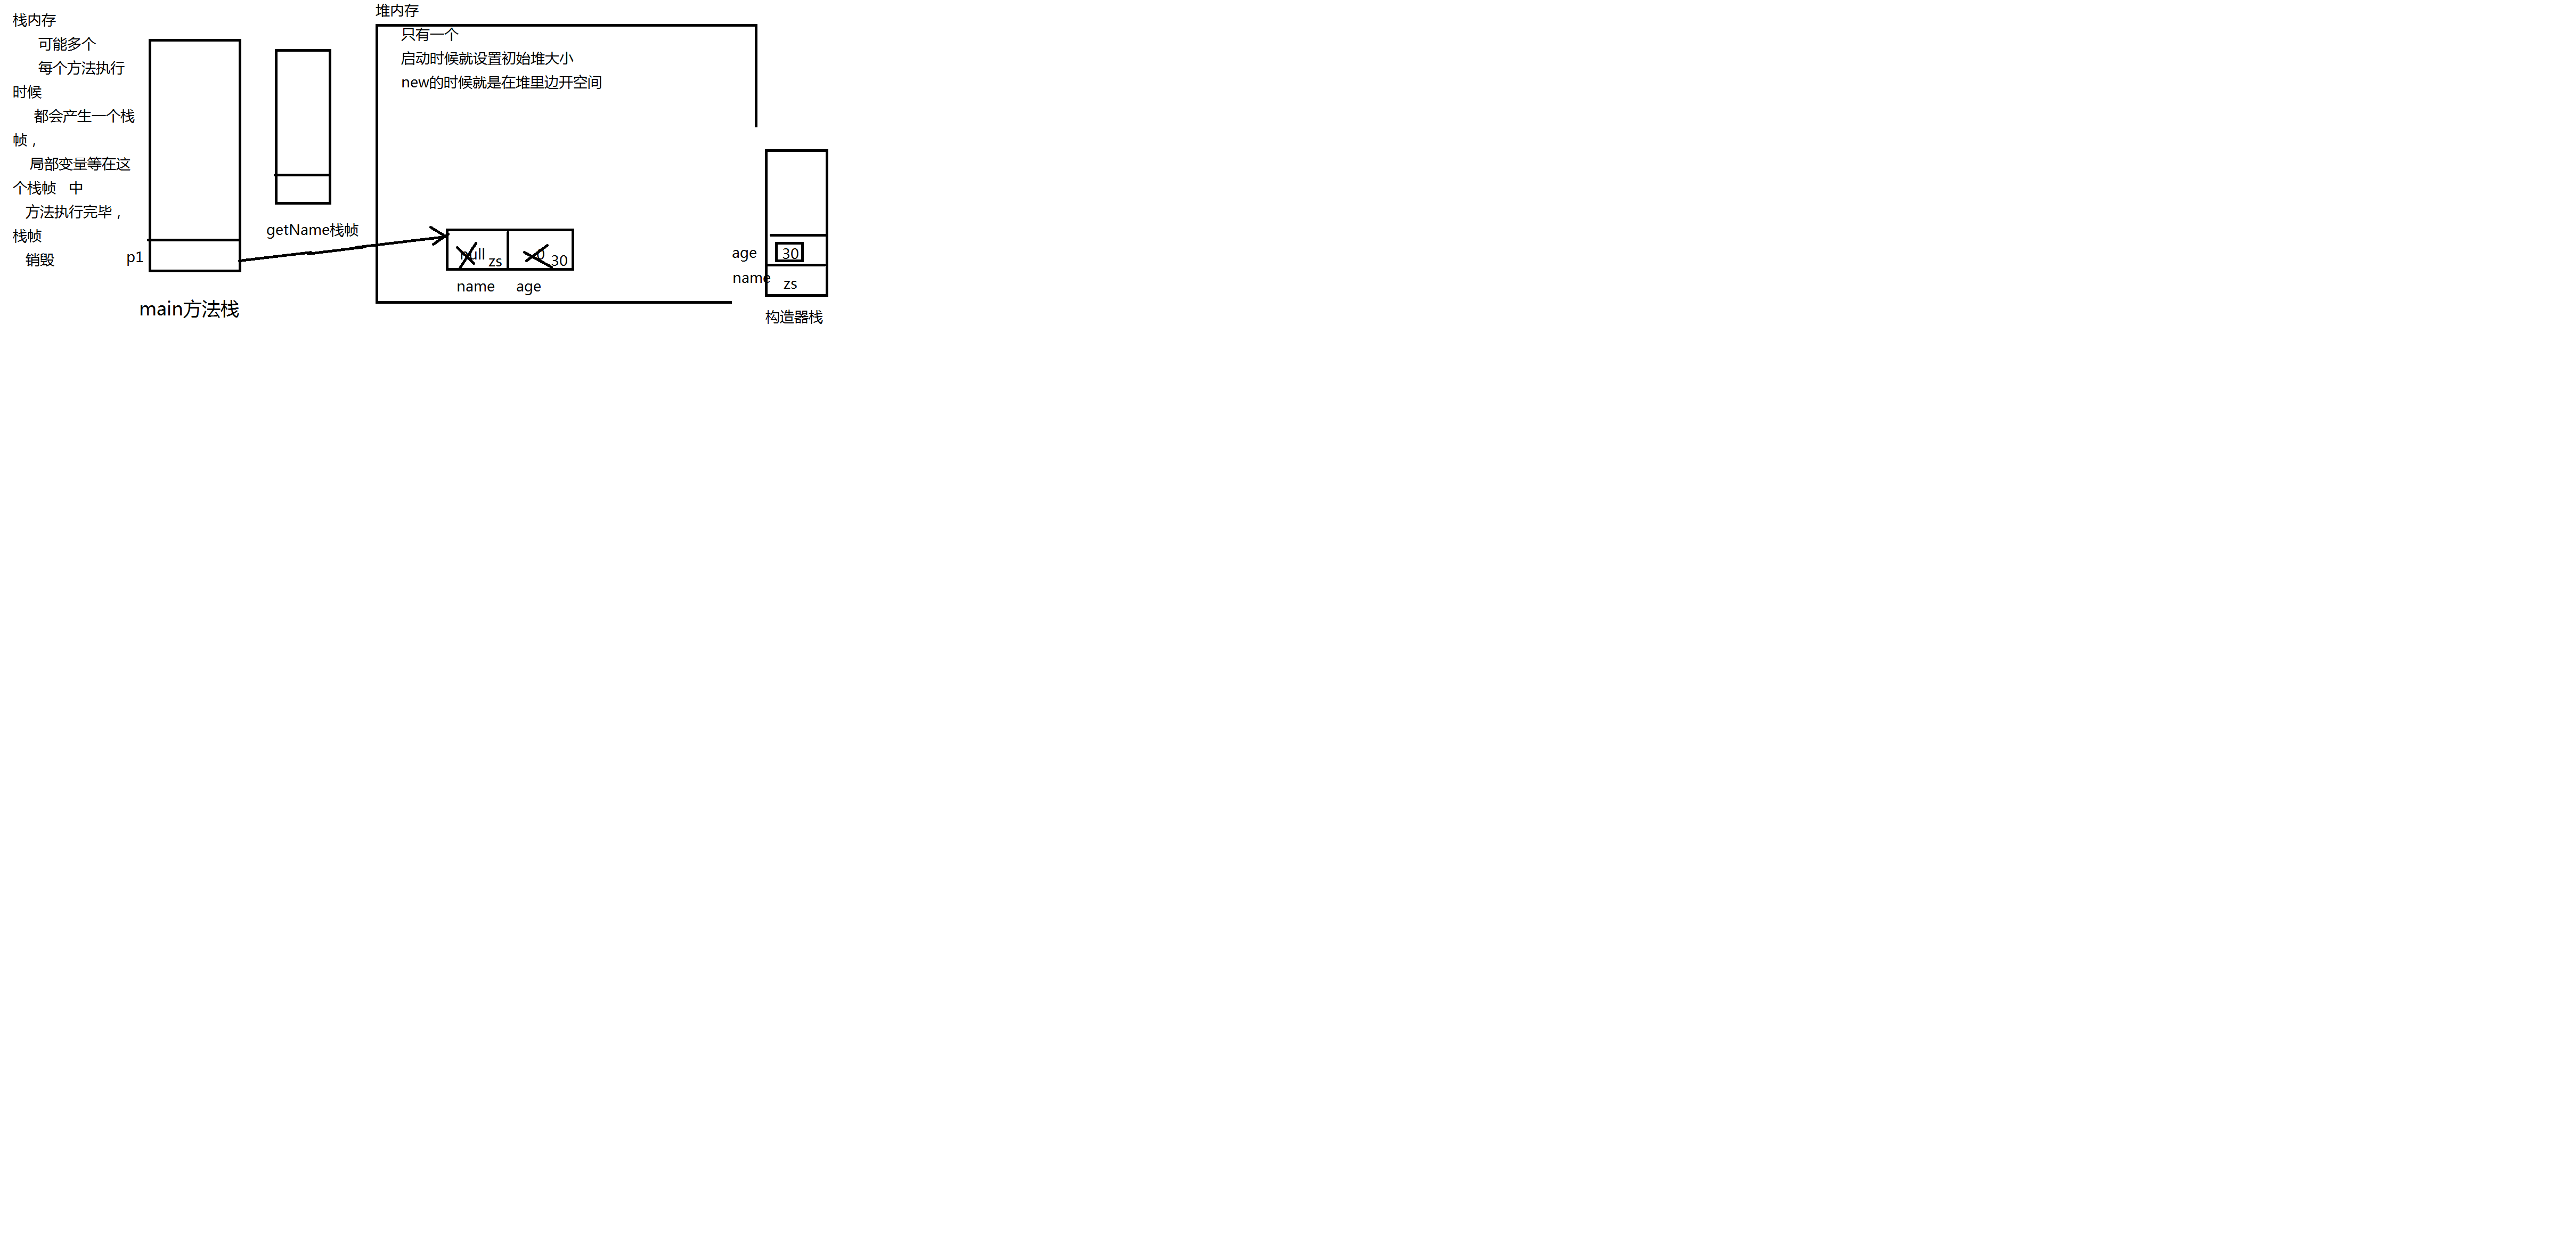 栈内存
可能多个
每个方法执行
时候
都会产生一个栈
帧，
局部变量等在这
个栈帧 中
方法执行完毕，
栈帧
销毁
p1
main方法栈
getName栈帧
堆内存
只有一个
启动时候就设置初始堆大小
new的时候就是在堆里边开空间
null zs 0 30
name age
age 30
name zs
构造器栈